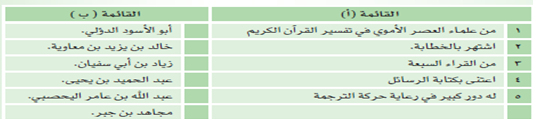 القائمة (أ) القائمة ( ب )
١ من علماء العصر الأموي في تفسير القرآن الكريم أبو الأسود الدؤلي.
٢ اشتهر بالخطابة. خالد بن يزيد بن معاوية.
٣ من القراء السبعة زياد بن أبي سفيان.
٤ اعتنى بكتابة الرسائل عبد الحميد بن يحيى.
٥ له دور كبير في رعاية حركة الترجمة عبد الله بن عامر اليحصبي.
مجاهد بن جبر.